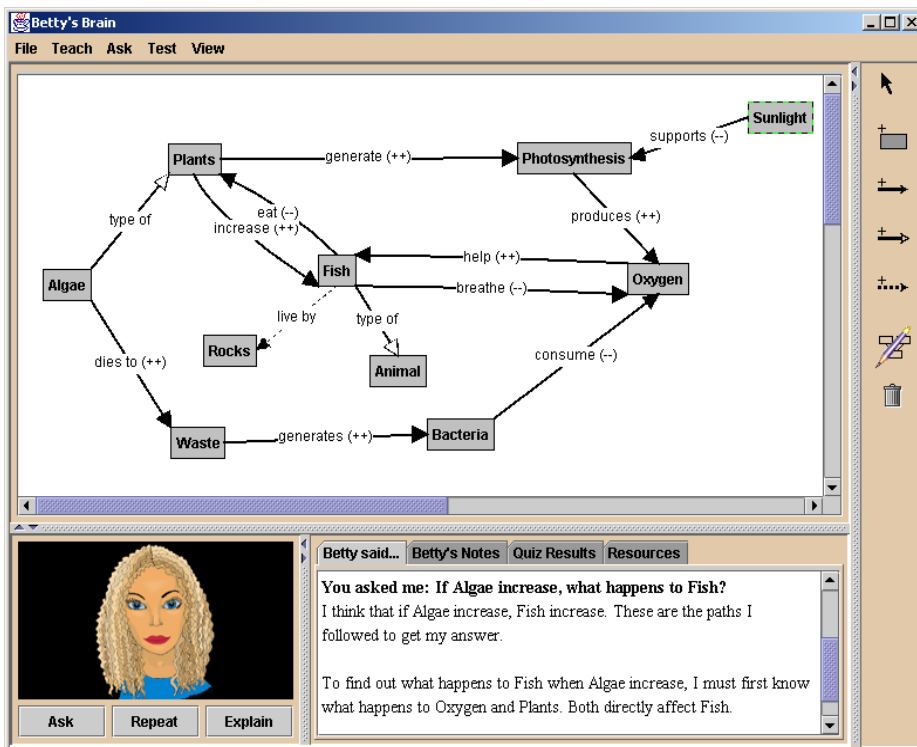 Betty's Brain
File Teach Ask Test View
Sunlight
supports (--)
Plants
generate (++)
Photosynthesis
eat (--)
type of
increase (++)
produces (++)
help (++)
Fish
Algae
Oxygen
breathe (--)
live by
type of
Rocks
consume (--)
dies to (++)
Animal
Waste
generates (++)
Bacteria
Betty said... Betty's Notes Quiz Results Resources
You asked me: If Algae increase, what happens to Fish?
I think that if Algae increase, Fish increase. These are the paths I
followed to get my answer.
To find out what happens to Fish when Algae increase, I must first know
what happens to Oxygen and Plants. Both directly affect Fish.
Ask Repeat Explain